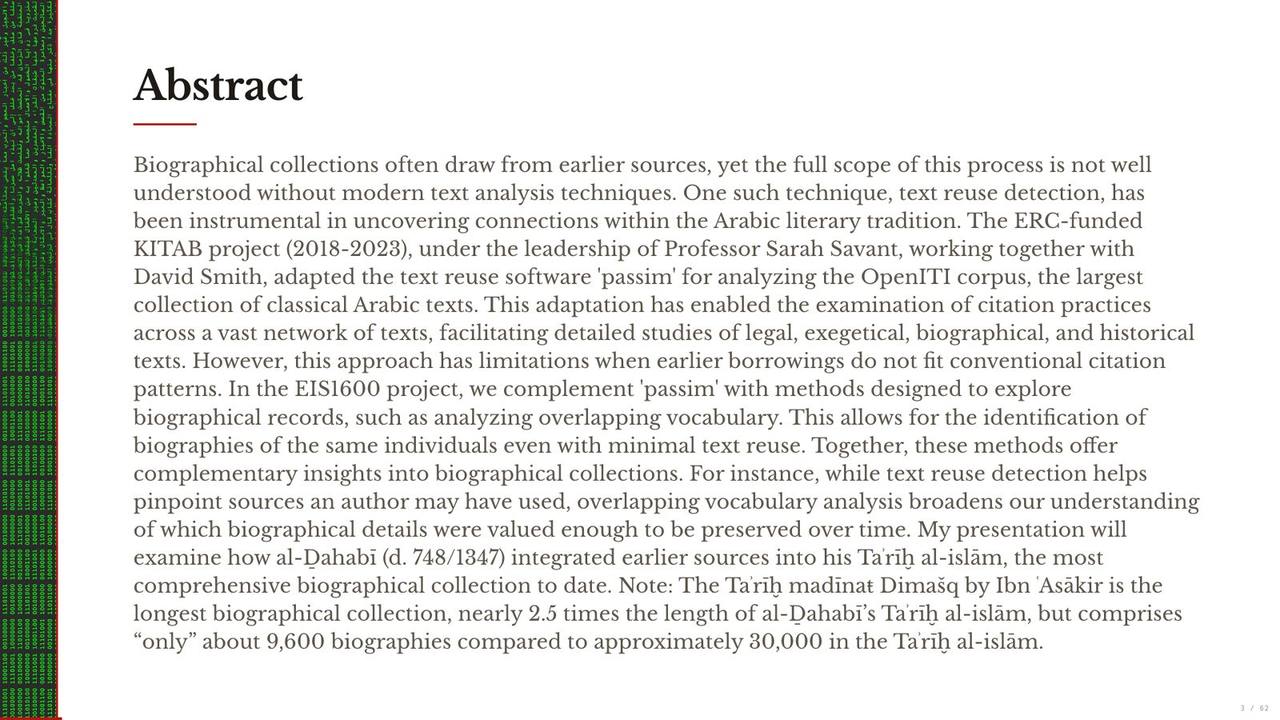 Abstract
Biographical collections often draw from earlier sources, yet the full scope of this process is not well
understood without modern text analysis techniques. One such technique, text reuse detection, has
been instrumental in uncovering connections within the Arabic literary tradition. The ERC-funded
KITAB project (2018-2023), under the leadership of Professor Sarah Savant, working together with
David Smith, adapted the text reuse software 'passim' for analyzing the OpenITI corpus, the largest
collection of classical Arabic texts. This adaptation has enabled the examination of citation practices
across a vast network of texts, facilitating detailed studies of legal, exegetical, biographical, and historical
texts. However, this approach has limitations when earlier borrowings do not fit conventional citation
patterns. In the EIS1600 project, we complement 'passim' with methods designed to explore
biographical records, such as analyzing overlapping vocabulary. This allows for the identification of
biographies of the same individuals even with minimal text reuse. Together, these methods offer
complementary insights into biographical collections. For instance, while text reuse detection helps
pinpoint sources an author may have used, overlapping vocabulary analysis broadens our understanding
of which biographical details were valued enough to be preserved over time. My presentation will
examine how al-Ḏahabī (d. 748/1347) integrated earlier sources into his Taʾrīḫ al-islām, the most
comprehensive biographical collection to date. Note: The Taʾrīḫ madīnaŧ Dimašq by Ibn ʿAsākir is the
longest biographical collection, nearly 2.5 times the length of al-Ḏahabī’s Taʾrīḫ al-islām, but comprises
“only” about 9,600 biographies compared to approximately 30,000 in the Taʾrīḫ al-islām.
3 / 62